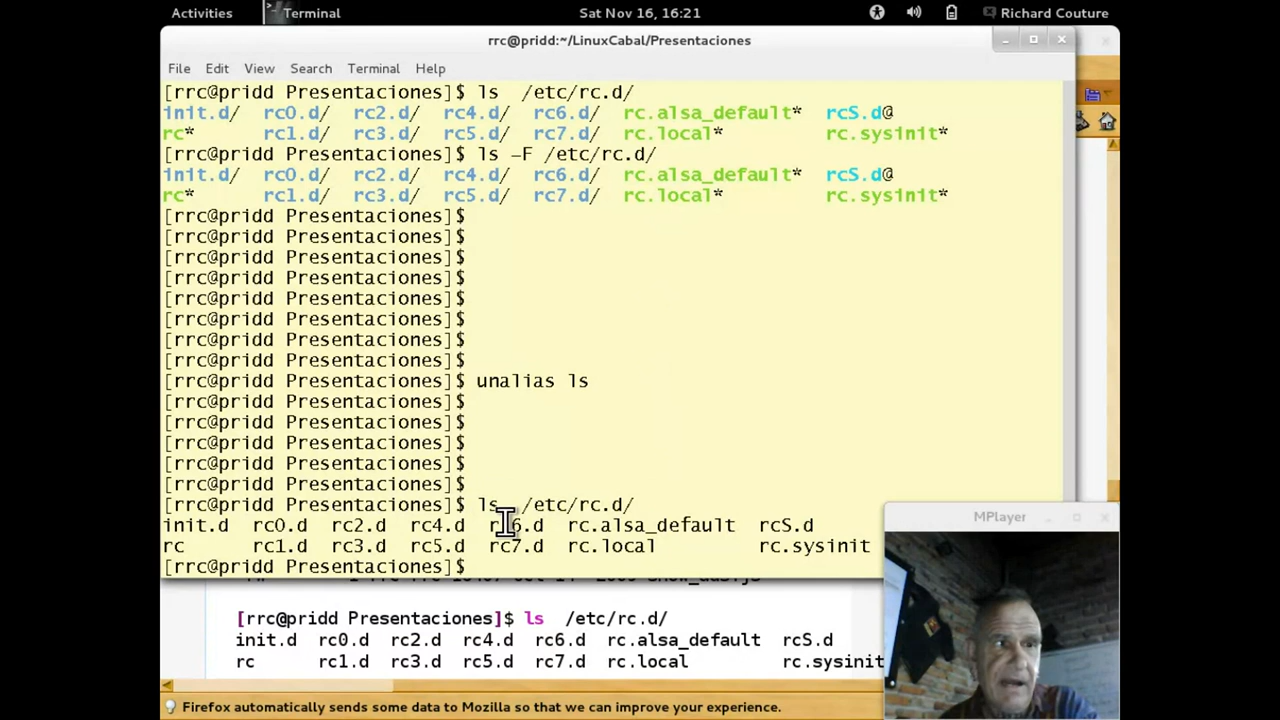 Activities Terminal Sat Nov 16, 16:21 Richard Couture
rrc@pridd:~/LinuxCabal/Presentaciones
File Edit View Search Terminal Help
[rrc@pridd Presentaciones]$ ls  /etc/rc.d/
init.d/ rc0.d/ rc2.d/ rc4.d/ rc6.d/ rc.alsa_default* rcS.d@
rc* rc1.d/ rc3.d/ rc5.d/ rc7.d/ rc.local* rc.sysinit*
[rrc@pridd Presentaciones]$ ls –F /etc/rc.d/
init.d/ rc0.d/ rc2.d/ rc4.d/ rc6.d/ rc.alsa_default* rcS.d@
rc* rc1.d/ rc3.d/ rc5.d/ rc7.d/ rc.local* rc.sysinit*
[rrc@pridd Presentaciones]$
[rrc@pridd Presentaciones]$
[rrc@pridd Presentaciones]$
[rrc@pridd Presentaciones]$
[rrc@pridd Presentaciones]$
[rrc@pridd Presentaciones]$
[rrc@pridd Presentaciones]$
[rrc@pridd Presentaciones]$
[rrc@pridd Presentaciones]$ unalias ls
[rrc@pridd Presentaciones]$
[rrc@pridd Presentaciones]$
[rrc@pridd Presentaciones]$
[rrc@pridd Presentaciones]$
[rrc@pridd Presentaciones]$
[rrc@pridd Presentaciones]$ ls  /etc/rc.d/
init.d rc0.d rc2.d rc4.d rc6.d rc.alsa_default rcS.d
rc rc1.d rc3.d rc5.d rc7.d rc.local rc.sysinit
[rrc@pridd Presentaciones]$
MPlayer
[rrc@pridd Presentaciones]$ ls  /etc/rc.d/
init.d rc0.d rc2.d rc4.d rc6.d rc.alsa_default rcS.d
rc rc1.d rc3.d rc5.d rc7.d rc.local rc.sysinit
Firefox automatically sends some data to Mozilla so that we can improve your experience.